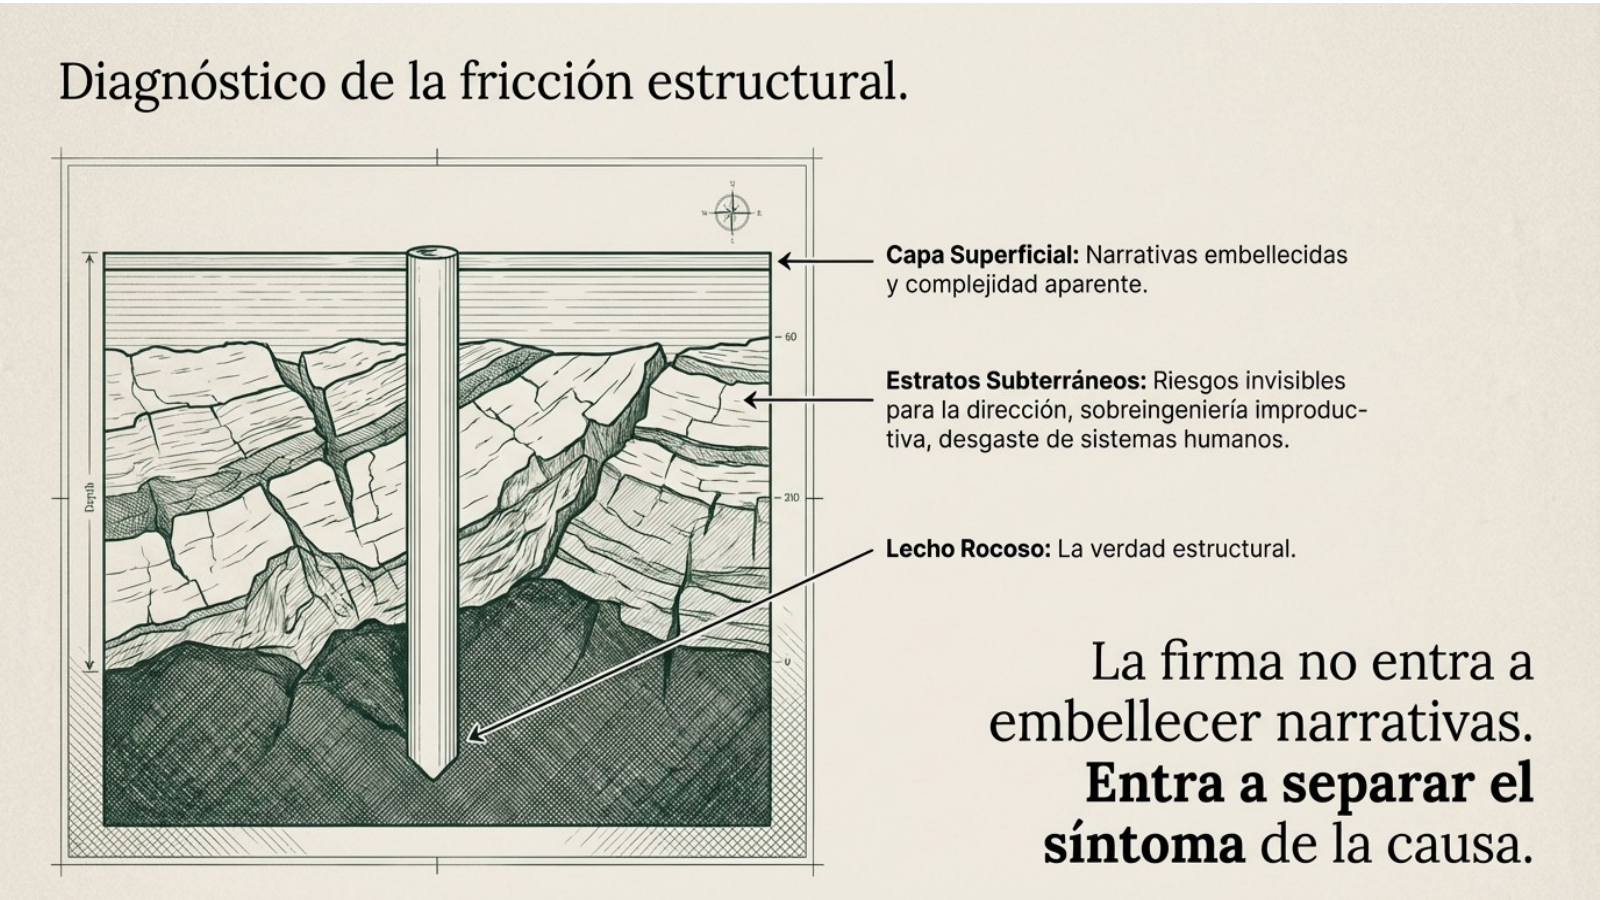 Diagnóstico de la fricción estructural.
Capa Superficial: Narrativas embellecidas
y complejidad aparente.
60
Estratos Subterráneos: Riesgos invisibles
para la dirección, sobreingeniería improduc-
tiva, desgaste de sistemas humanos.
210
Lecho Rocoso: La verdad estructural.
La firma no entra a
embellecer narrativas.
Entra a separar el
síntoma de la causa.